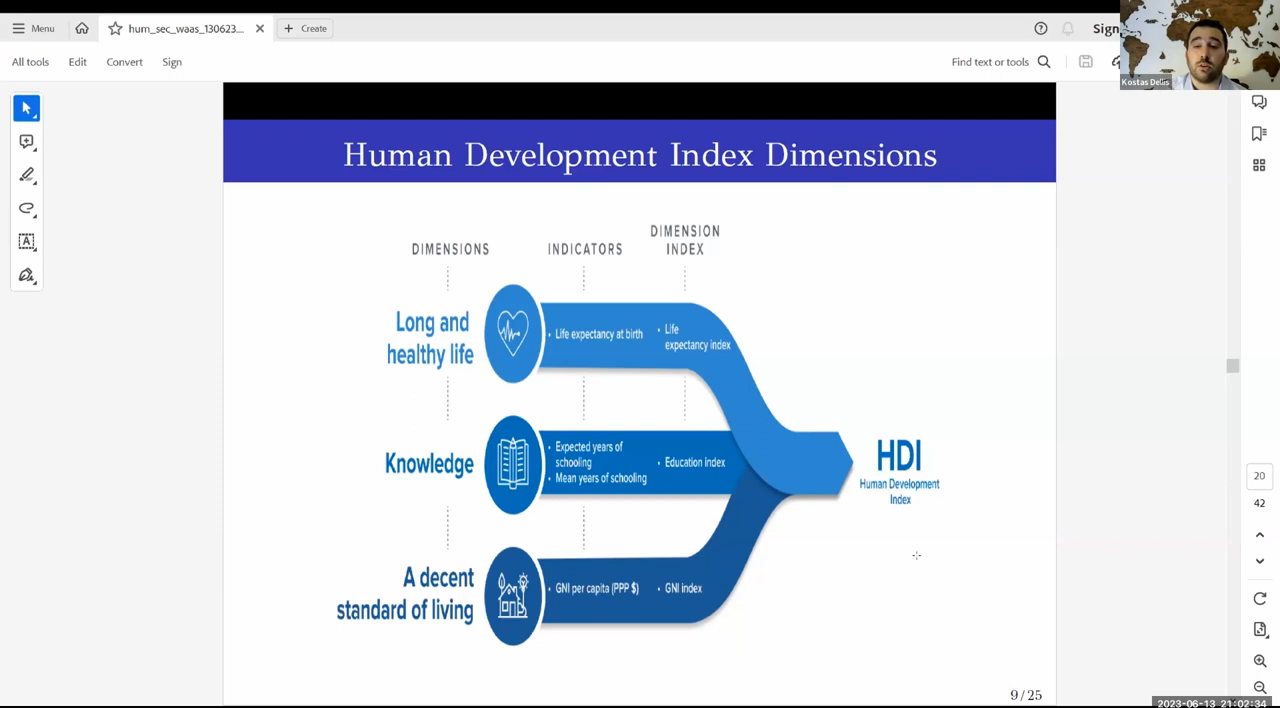 Menu
hum_sec_waas_130623...
Create
Sign
All tools
Edit
Convert
Sign
Find text or tools
Kostas Dellis
Human Development Index Dimensions
DIMENSIONS
INDICATORS
DIMENSION
INDEX
Long and
healthy life
• Life expectancy at birth
• Life
expectancy index
Knowledge
• Expected years of
schooling
• Mean years of schooling
• Education index
HDI
Human Development
Index
A decent
standard of living
• GNI per capita (PPP $)
• GNI index
20
42
9/25
2023-06-13 21:02:34